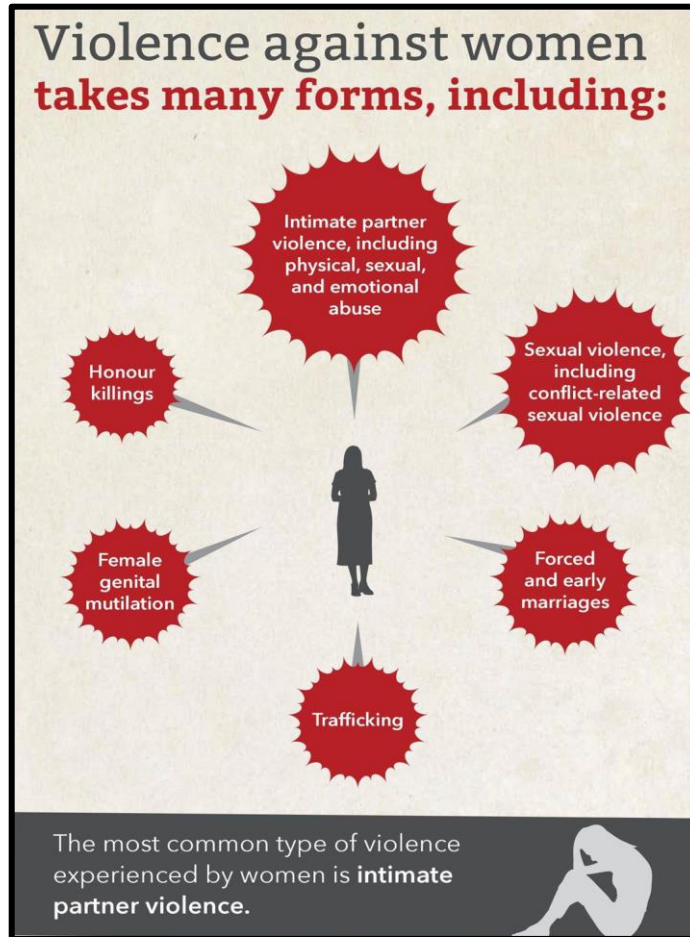 Violence against women
takes many forms, including:
Intimate partner
violence, including
physical, sexual,
and emotional
abuse
Sexual violence,
including
conflict-related
sexual violence
Honour
killings
Female
genital
mutilation
Forced
and early
marriages
Trafficking
The most common type of violence
experienced by women is intimate
partner violence.